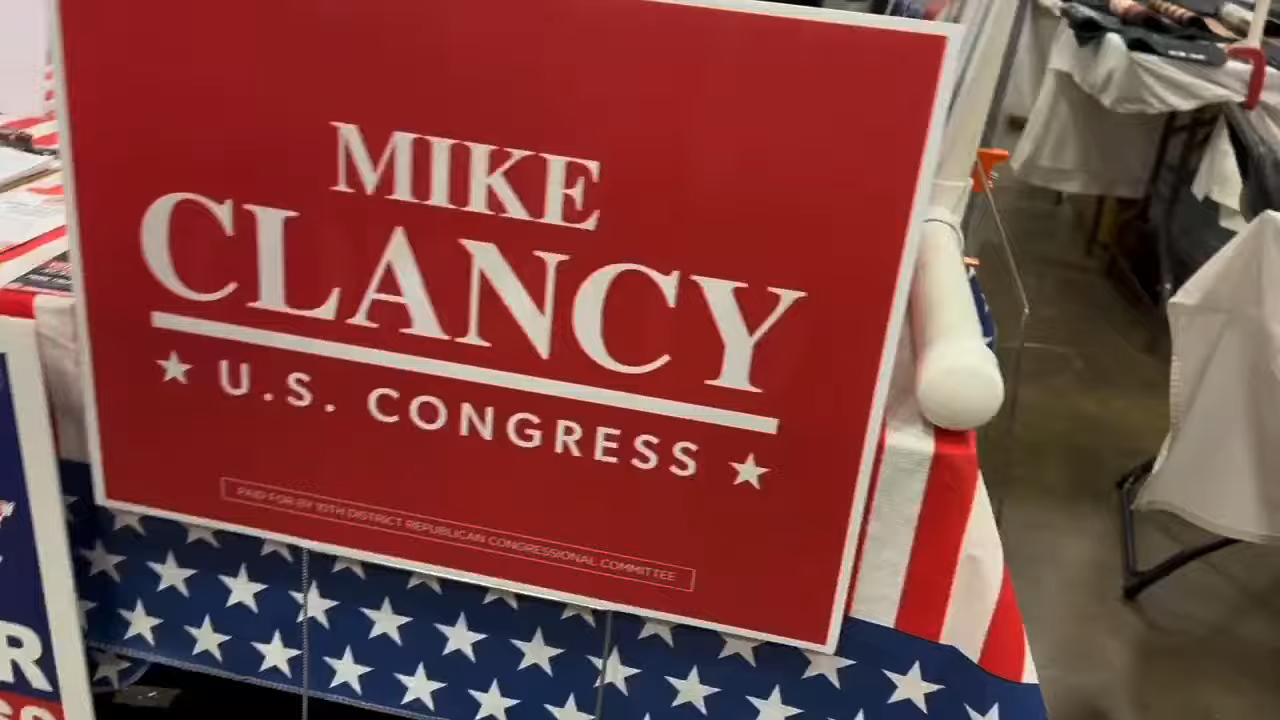 MIKE
CLANCY
U.S. CONGRESS
PAID FOR BY 10TH DISTRICT REPUBLICAN CONGRESSIONAL COMMITTEE
R